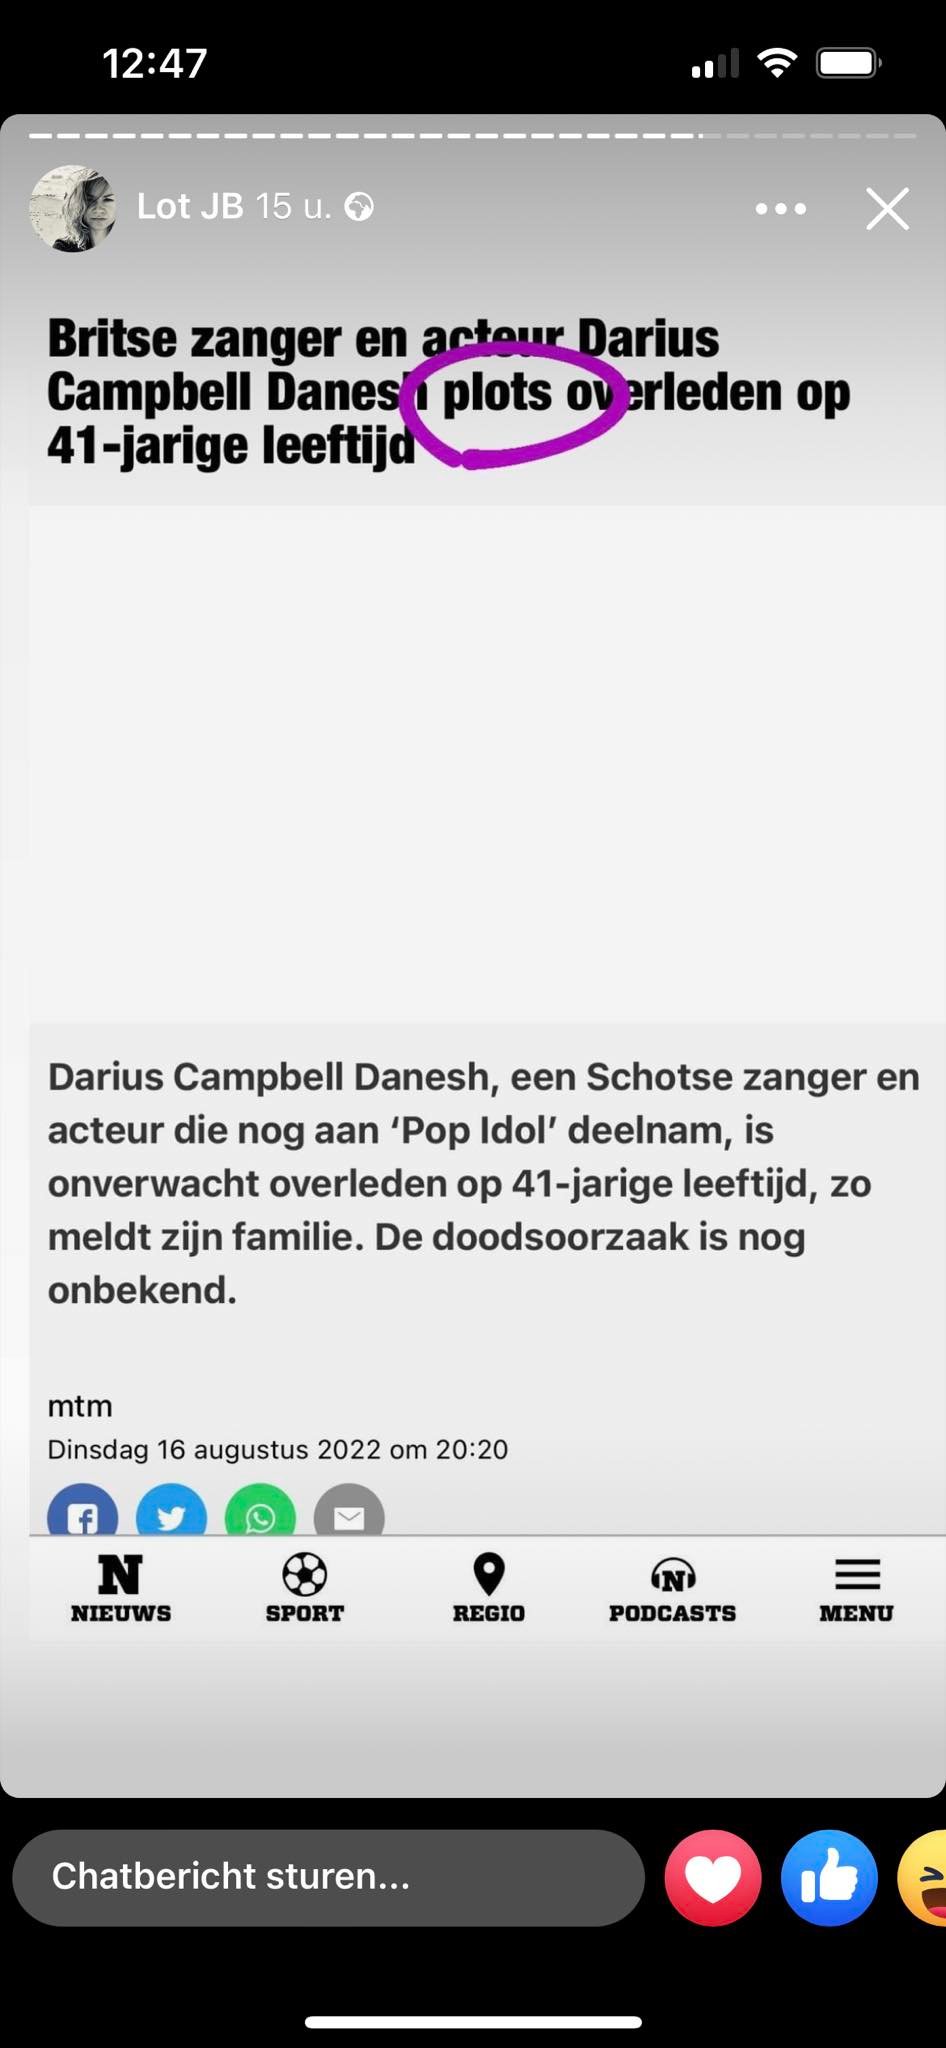 12:47
Lot JB 15 u.
Britse zanger en acteur Darius
Campbell Danesh plots overleden op
41-jarige leeftijd
Darius Campbell Danesh, een Schotse zanger en
acteur die nog aan ‘Pop Idol’ deelnam, is
onverwacht overleden op 41-jarige leeftijd, zo
meldt zijn familie. De doodsoorzaak is nog
onbekend.
mtm
Dinsdag 16 augustus 2022 om 20:20
N N
NIEUWS SPORT REGIO PODCASTS MENU
Chatbericht sturen...